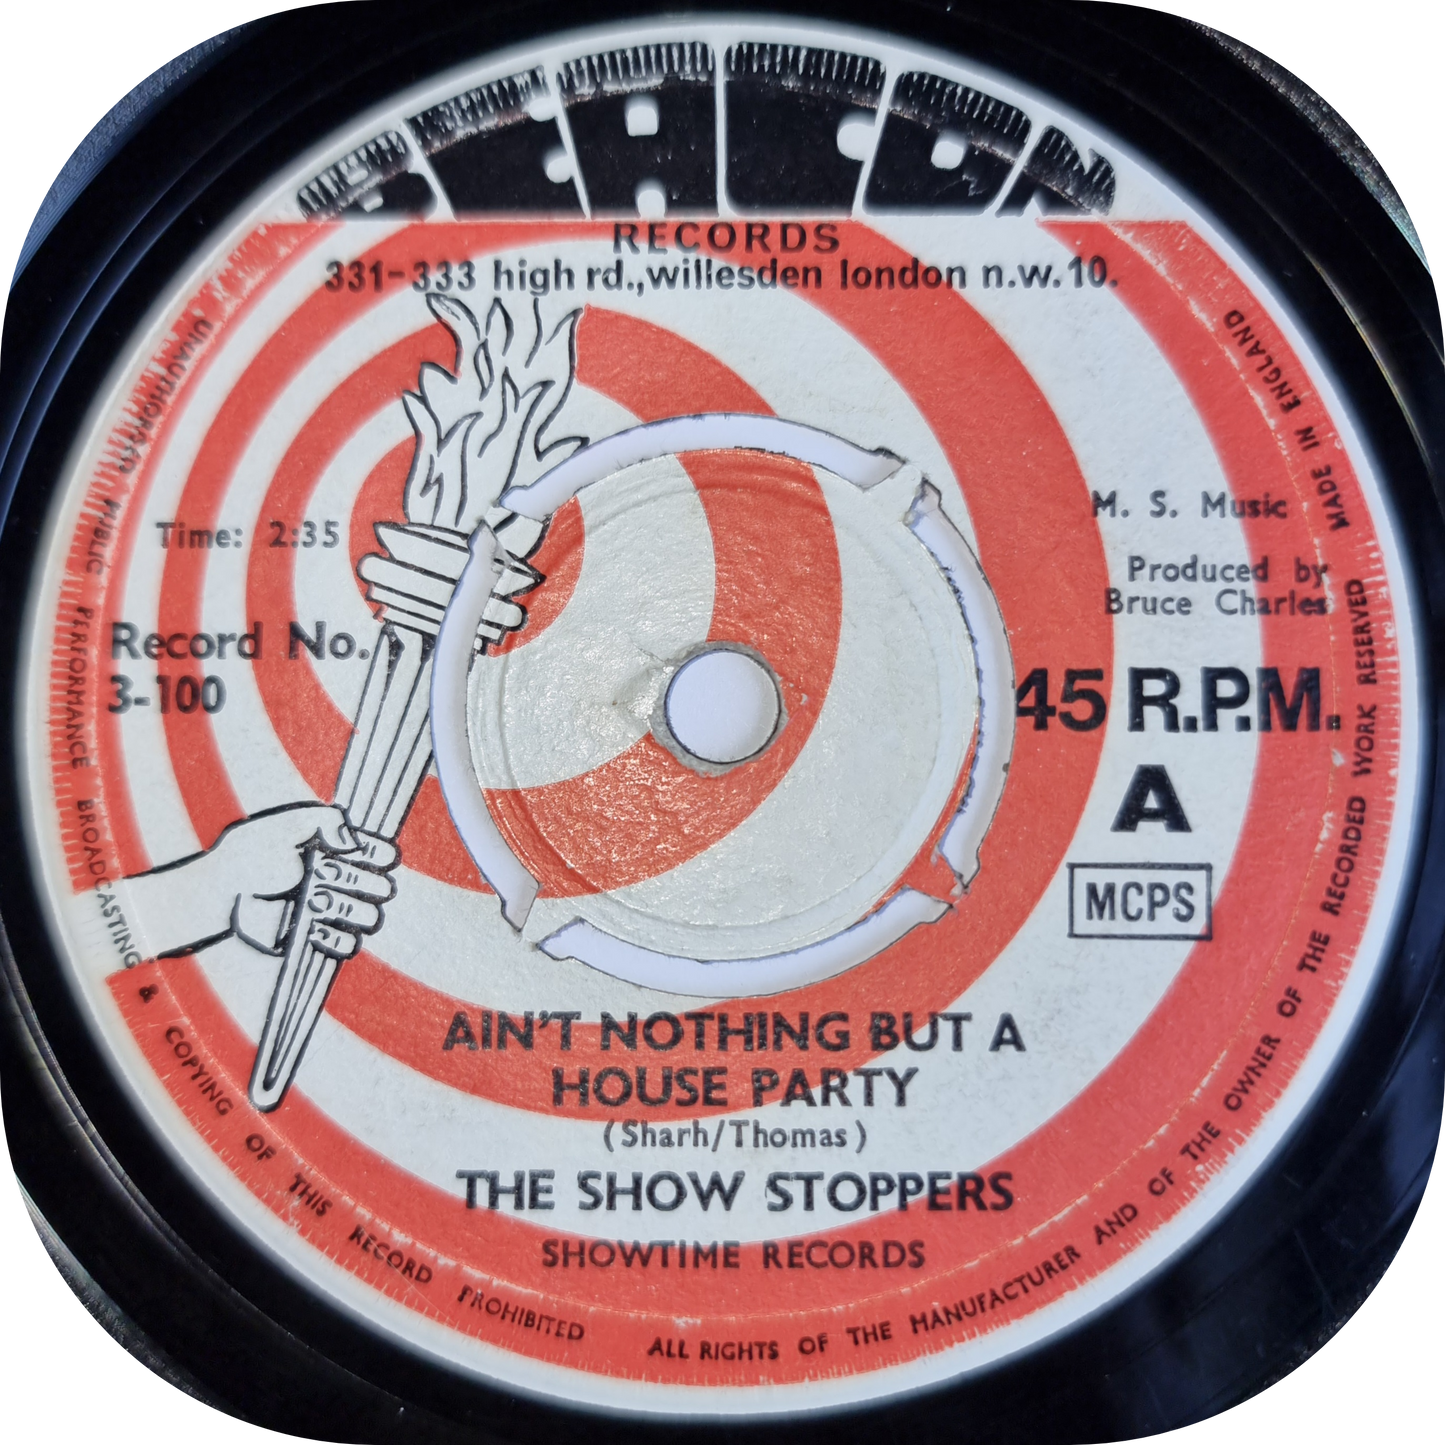 BEACON
RECORDS
331-333 high rd., willesden london n.w.10.
Time: 2:35
Record No.
3-100
M. S. Music
Produced by
Bruce Charles
45 R.P.M.
A
MCPS
AIN'T NOTHING BUT A
HOUSE PARTY
(Sharh/Thomas)
THE SHOW STOPPERS
SHOWTIME RECORDS
UNAUTHORISED PUBLIC PERFORMANCE BROADCASTING & COPYING OF THIS RECORD PROHIBITED ALL RIGHTS OF THE MANUFACTURER AND OF THE OWNER OF THE RECORDED WORK RESERVED MADE IN ENGLAND